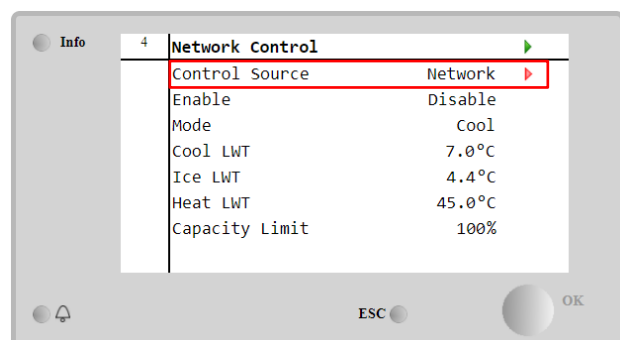 Info
4 Network Control
Control Source Network
Enable Disable
Mode Cool
Cool LWT 7.0°C
Ice LWT 4.4°C
Heat LWT 45.0°C
Capacity Limit 100%
ESC OK